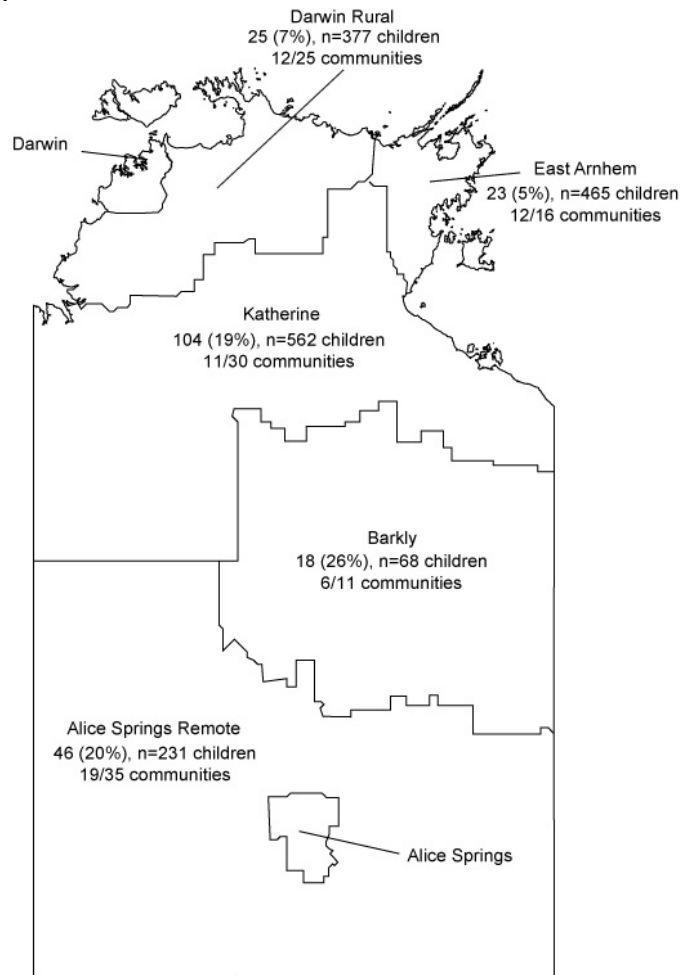 Darwin Rural
25 (7%), n=377 children
12/25 communities
Darwin
East Arnhem
23 (5%), n=465 children
12/16 communities
Katherine
104 (19%), n=562 children
11/30 communities
Barkly
18 (26%), n=68 children
6/11 communities
Alice Springs Remote
46 (20%), n=231 children
19/35 communities
Alice Springs